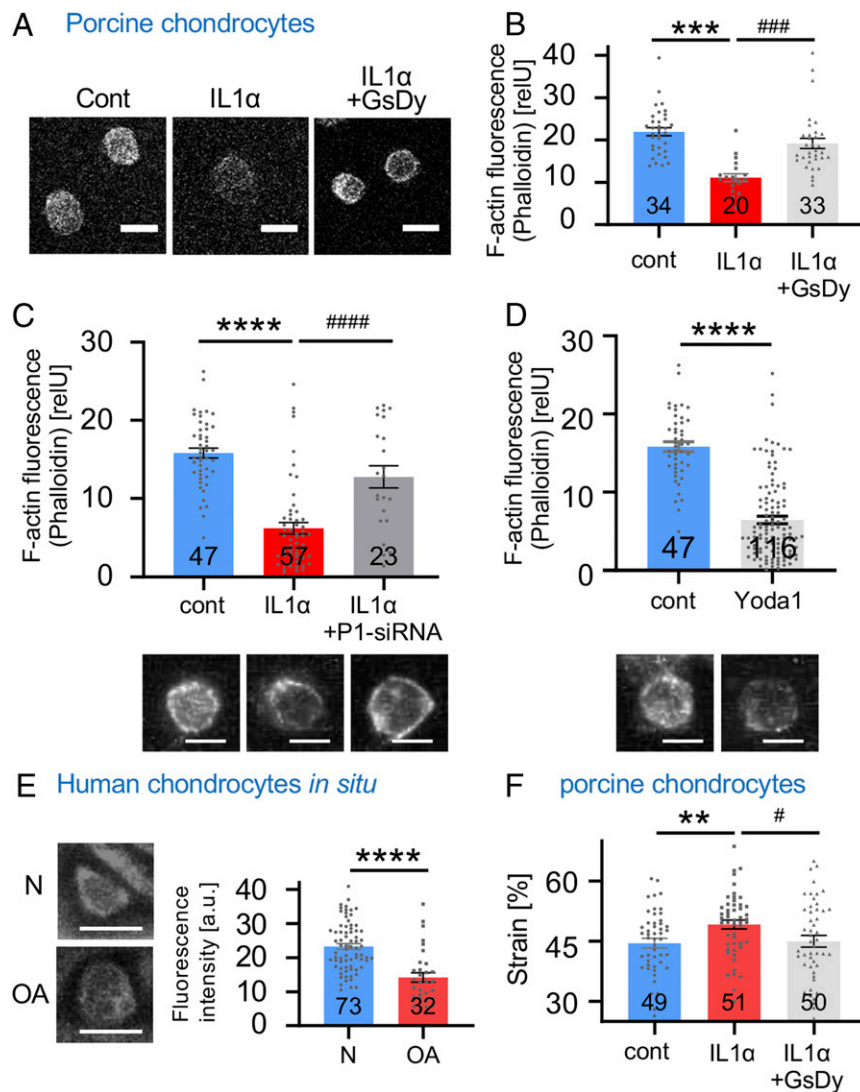 A Porcine chondrocytes
Cont
IL1α
IL1α
+GsDy
B
F-actin fluorescence
(Phalloidin) [relU]
40
30
20
10
0
***
###
34
20
33
cont
IL1α
IL1α
+GsDy
C
F-actin fluorescence
(Phalloidin) [relU]
30
20
10
0
****
####
47
57
23
cont
IL1α
IL1α
+P1-siRNA
D
F-actin fluorescence
(Phalloidin) [relU]
30
20
10
0
****
47
116
cont
Yoda1
E Human chondrocytes in situ
N
OA
Fluorescence
intensity [a.u.]
40
30
20
10
0
****
73
32
N
OA
F porcine chondrocytes
Strain [%]
60
45
30
**
#
49
51
50
cont
IL1α
IL1α
+GsDy